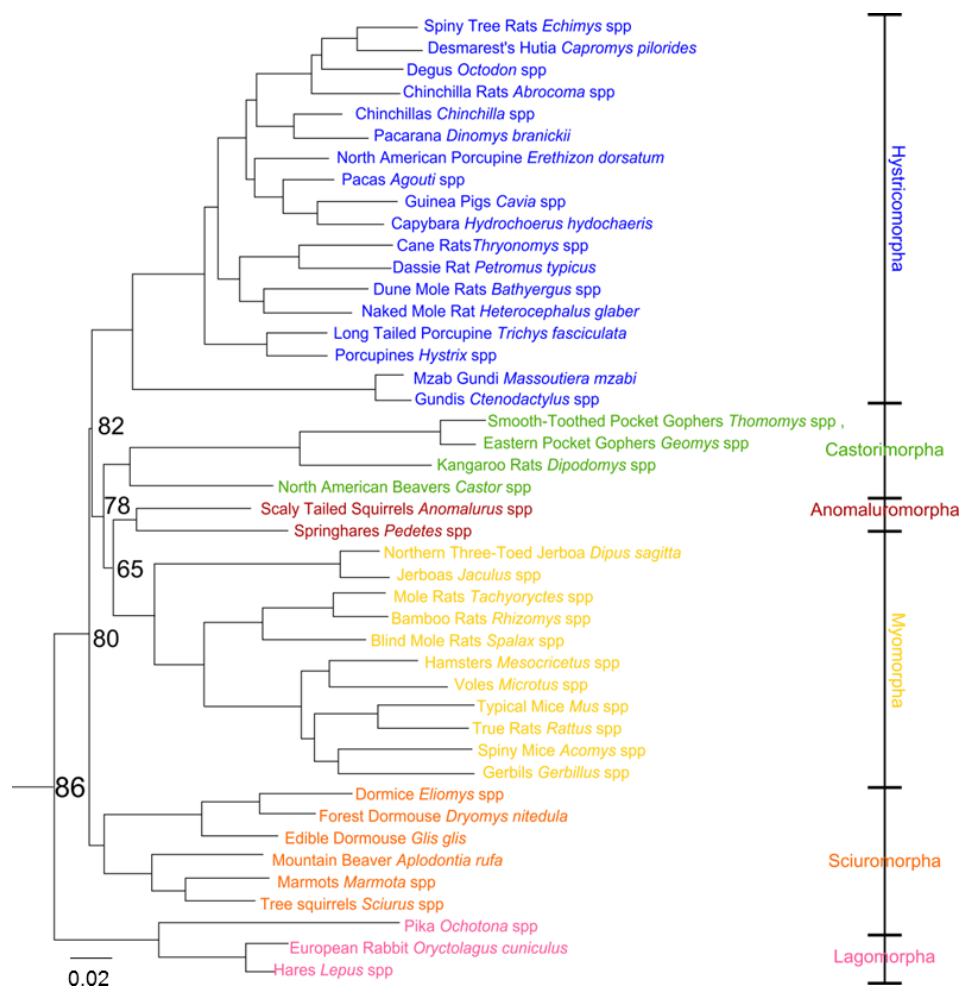 Spiny Tree Rats Echimys spp
Desmarest's Hutia Capromys pilorides
Degus Octodon spp
Chinchilla Rats Abrocoma spp
Chinchillas Chinchilla spp
Pacarana Dinomys branickii
North American Porcupine Erethizon dorsatum
Pacas Agouti spp
Guinea Pigs Cavia spp
Capybara Hydrochoerus hydochaeris
Cane RatsThryonomys spp
Dassie Rat Petromus typicus
Dune Mole Rats Bathyergus spp
Naked Mole Rat Heterocephalus glaber
Long Tailed Porcupine Trichys fasciculata
Porcupines Hystrix spp
Mzab Gundi Massoutiera mzabi
Gundis Ctenodactylus spp
Hystricomorpha
82
Smooth-Toothed Pocket Gophers Thomomys spp ,
Eastern Pocket Gophers Geomys spp
Kangaroo Rats Dipodomys spp
North American Beavers Castor spp
Castorimorpha
78
Scaly Tailed Squirrels Anomalurus spp
Springhares Pedetes spp
Anomaluromorpha
65
Northern Three-Toed Jerboa Dipus sagitta
Jerboas Jaculus spp
Mole Rats Tachyoryctes spp
Bamboo Rats Rhizomys spp
Blind Mole Rats Spalax spp
80
Hamsters Mesocricetus spp
Voles Microtus spp
Typical Mice Mus spp
True Rats Rattus spp
Spiny Mice Acomys spp
Gerbils Gerbillus spp
Myomorpha
86
Dormice Eliomys spp
Forest Dormouse Dryomys nitedula
Edible Dormouse Glis glis
Mountain Beaver Aplodontia rufa
Marmots Marmota spp
Tree squirrels Sciurus spp
Sciuromorpha
Pika Ochotona spp
European Rabbit Oryctolagus cuniculus
Hares Lepus spp
Lagomorpha
0.02